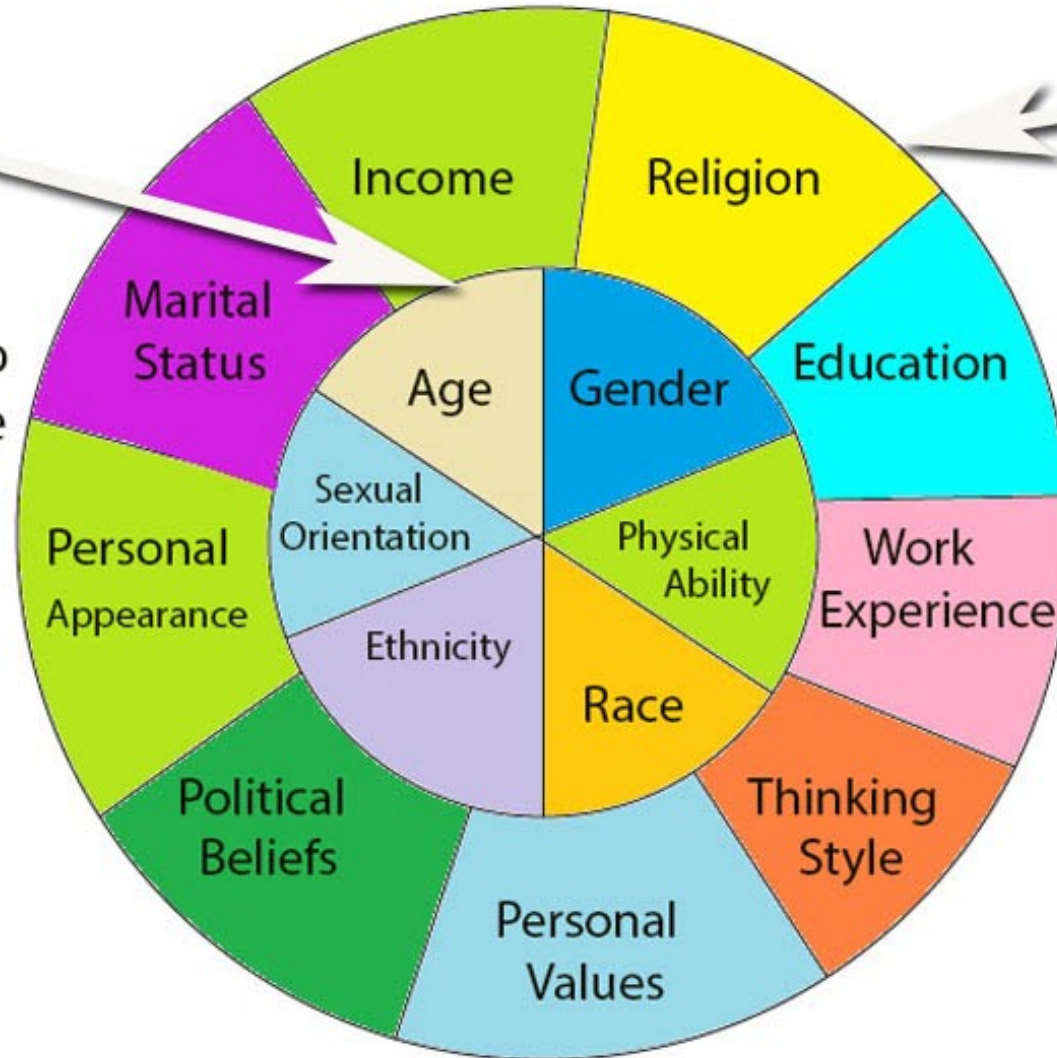 Income
Religion
Marital
Status
Education
Age
Gender
Sexual
Orientation
Physical
Ability
Personal
Appearance
Work
Experience
Ethnicity
Race
Political
Beliefs
Thinking
Style
Personal
Values